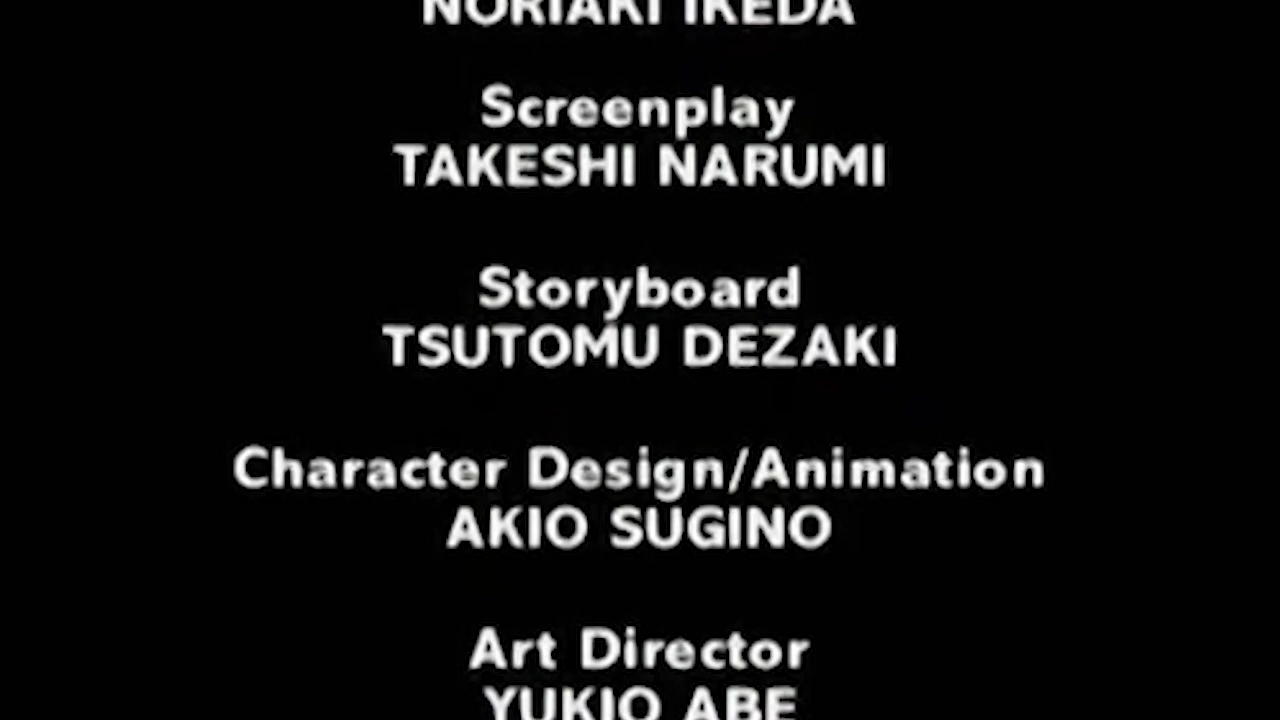 NORIAKI IKEDA
Screenplay
TAKESHI NARUMI
Storyboard
TSUTOMU DEZAKI
Character Design/Animation
AKIO SUGINO
Art Director
YUKIO ABE